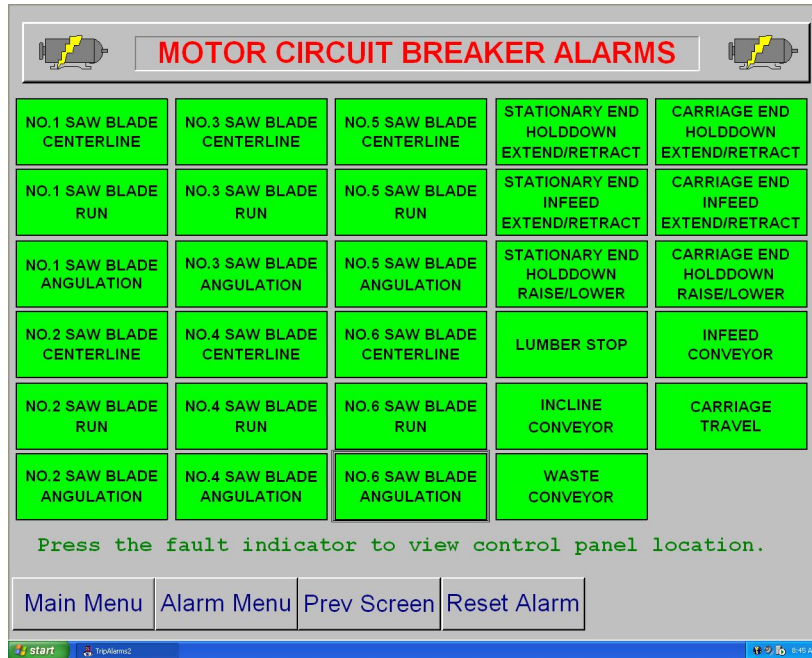 MOTOR CIRCUIT BREAKER ALARMS
NO.1 SAW BLADE
CENTERLINE
NO.3 SAW BLADE
CENTERLINE
NO.5 SAW BLADE
CENTERLINE
STATIONARY END
HOLDDOWN
EXTEND/RETRACT
CARRIAGE END
HOLDDOWN
EXTEND/RETRACT
NO.1 SAW BLADE
RUN
NO.3 SAW BLADE
RUN
NO.5 SAW BLADE
RUN
STATIONARY END
INFEED
EXTEND/RETRACT
CARRIAGE END
INFEED
EXTEND/RETRACT
NO.1 SAW BLADE
ANGULATION
NO.3 SAW BLADE
ANGULATION
NO.5 SAW BLADE
ANGULATION
STATIONARY END
HOLDDOWN
RAISE/LOWER
CARRIAGE END
HOLDDOWN
RAISE/LOWER
NO.2 SAW BLADE
CENTERLINE
NO.4 SAW BLADE
CENTERLINE
NO.6 SAW BLADE
CENTERLINE
LUMBER STOP
INFEED
CONVEYOR
NO.2 SAW BLADE
RUN
NO.4 SAW BLADE
RUN
NO.6 SAW BLADE
RUN
INCLINE
CONVEYOR
CARRIAGE
TRAVEL
NO.2 SAW BLADE
ANGULATION
NO.4 SAW BLADE
ANGULATION
NO.6 SAW BLADE
ANGULATION
WASTE
CONVEYOR
Press the fault indicator to view control panel location.
Main Menu
Alarm Menu
Prev Screen
Reset Alarm
start
TripAlarms2
8:45 A